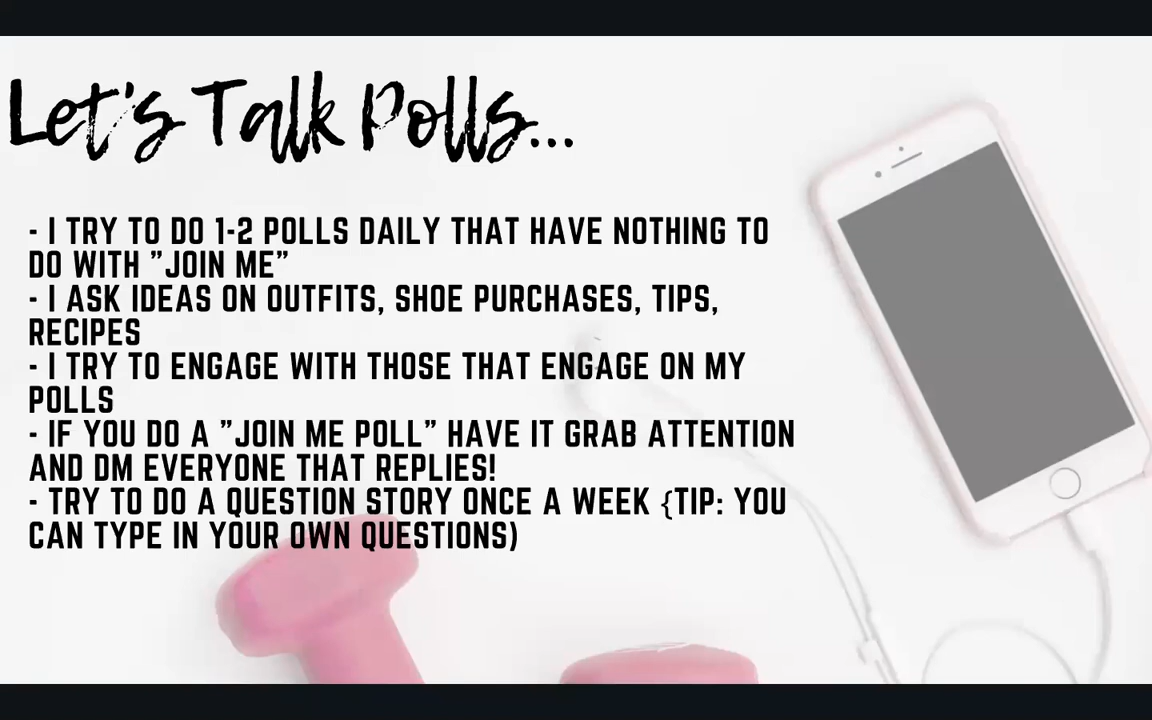 Let's Talk Polls...
- I TRY TO DO 1-2 POLLS DAILY THAT HAVE NOTHING TO
DO WITH "JOIN ME"
- I ASK IDEAS ON OUTFITS, SHOE PURCHASES, TIPS,
RECIPES
- I TRY TO ENGAGE WITH THOSE THAT ENGAGE ON MY
POLLS
- IF YOU DO A "JOIN ME POLL" HAVE IT GRAB ATTENTION
AND DM EVERYONE THAT REPLIES!
- TRY TO DO A QUESTION STORY ONCE A WEEK {TIP: YOU
CAN TYPE IN YOUR OWN QUESTIONS)